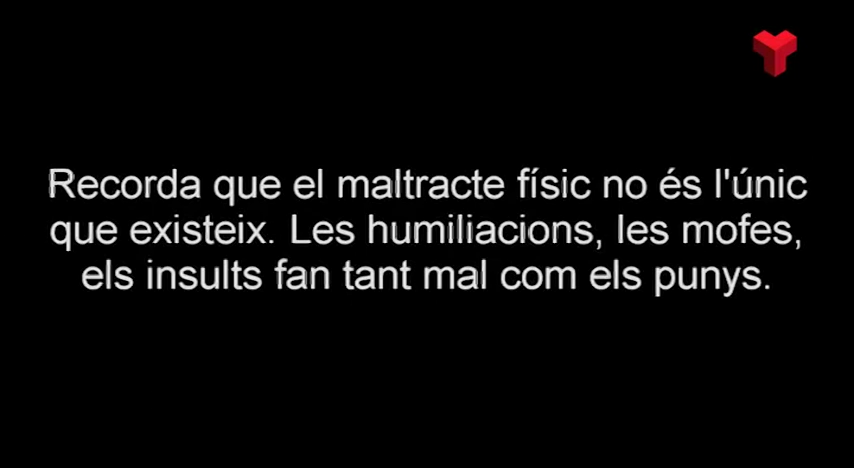 Recorda que el maltracte físic no és l'únic
que existeix. Les humiliacions, les mofes,
els insults fan tant mal com els punys.